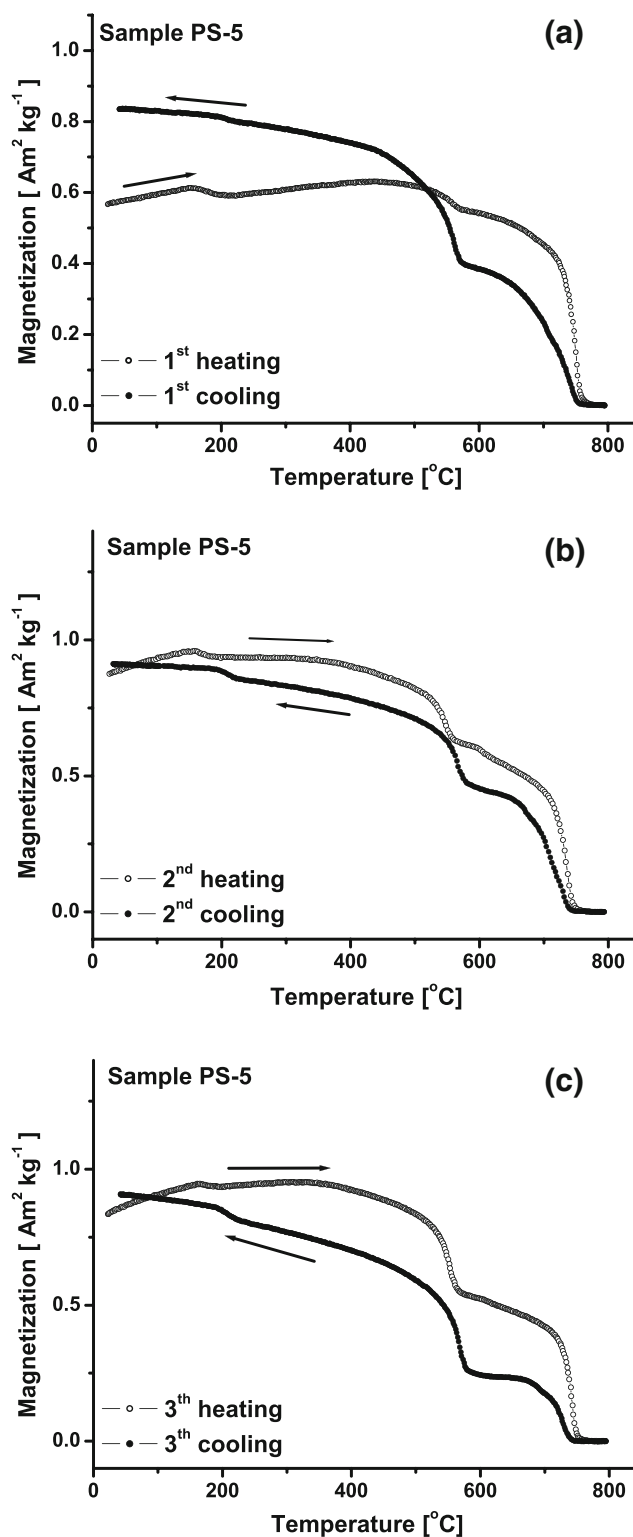 Sample PS-5
(a)
Magnetization [ Am² kg⁻¹ ]
1.0
0.8
0.6
0.4
0.2
0.0
1ˢᵗ heating
1ˢᵗ cooling
0 200 400 600 800
Temperature [°C]
Sample PS-5
(b)
Magnetization [ Am² kg⁻¹ ]
1.0
0.5
0.0
2ⁿᵈ heating
2ⁿᵈ cooling
0 200 400 600 800
Temperature [°C]
Sample PS-5
(c)
Magnetization [ Am² kg⁻¹ ]
1.0
0.5
0.0
3ᵗʰ heating
3ᵗʰ cooling
0 200 400 600 800
Temperature [°C]